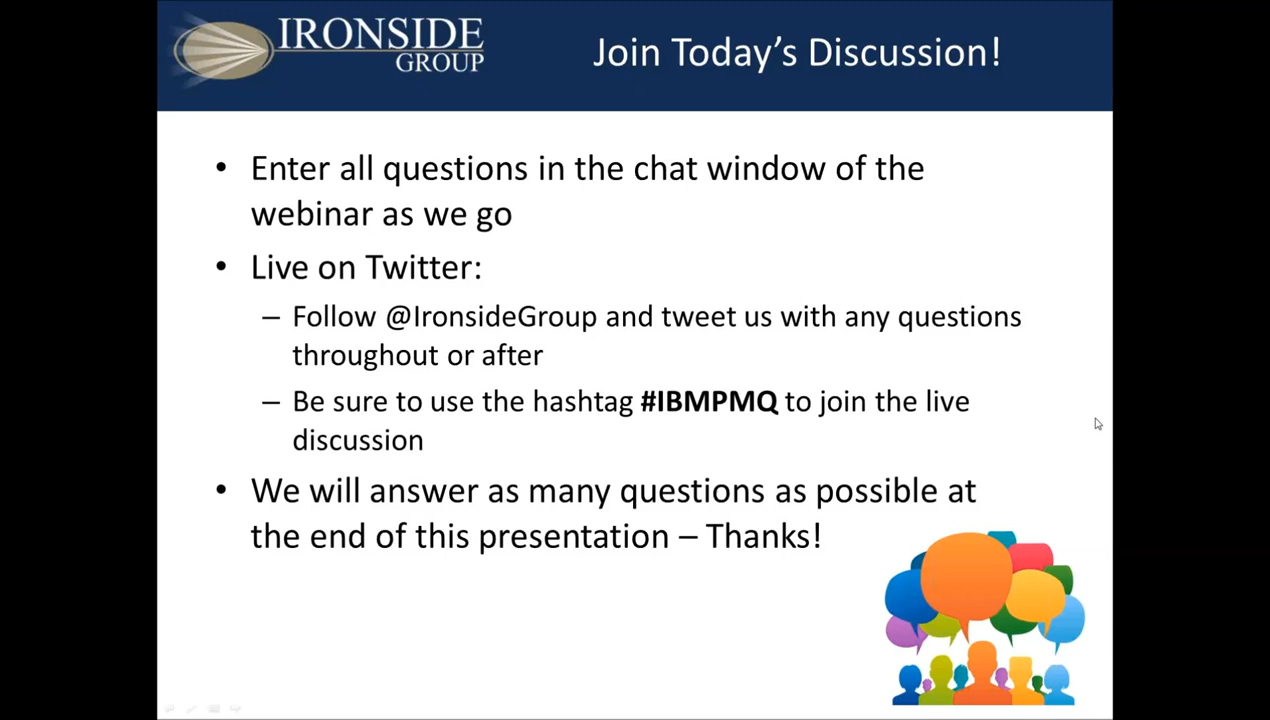 IRONSIDE
GROUP
Join Today's Discussion!
• Enter all questions in the chat window of the
webinar as we go
• Live on Twitter:
– Follow @IronsideGroup and tweet us with any questions
throughout or after
– Be sure to use the hashtag #IBMPMQ to join the live
discussion
• We will answer as many questions as possible at
the end of this presentation – Thanks!